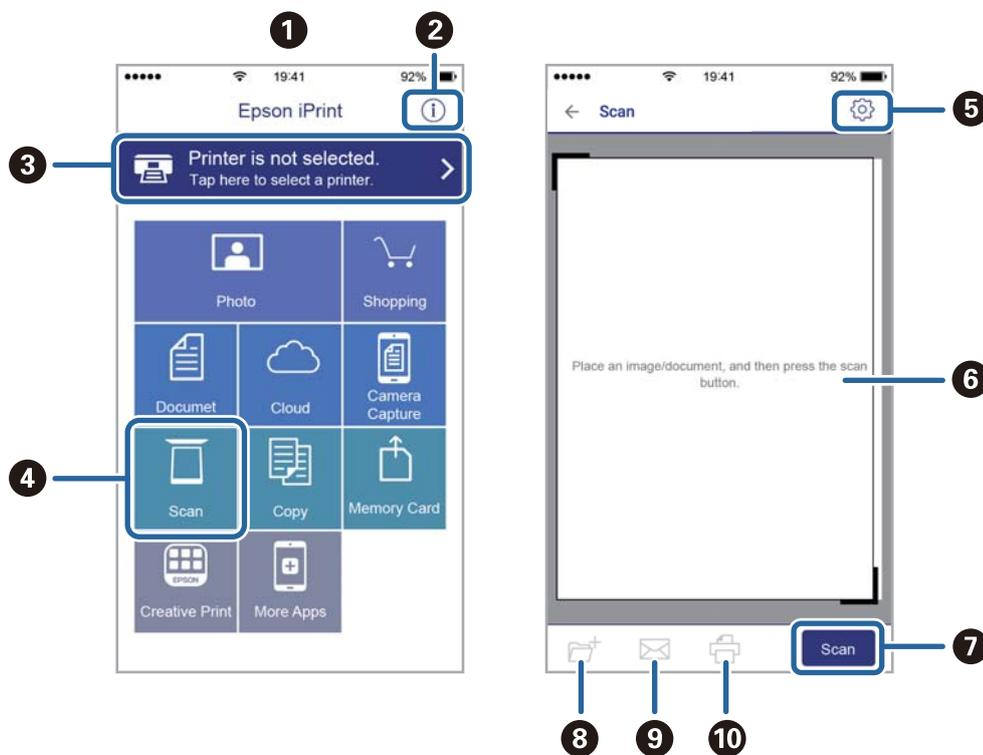 1
2
19:41
92%
Epson iPrint
i
3
Printer is not selected.
Tap here to select a printer.
Photo
Shopping
Documet
Cloud
Camera
Capture
4
Scan
Copy
Memory Card
EPSON
Creative Print
More Apps
19:41
92%
Scan
5
Place an image/document, and then press the scan
button.
6
Scan
7
8
9
10